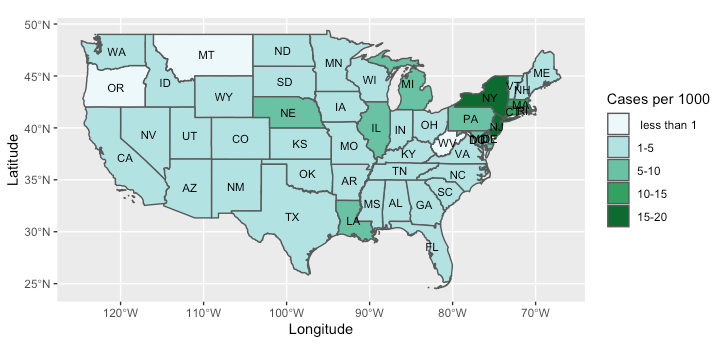 50°N
45°N
40°N
35°N
30°N
25°N
Latitude
120°W
110°W
100°W
90°W
80°W
70°W
Longitude
WA
MT
ND
MN
ME
OR
ID
SD
WI
MI
VT
NH
WY
NY
MA
CT
RI
NE
IA
PA
NJ
NV
UT
CO
IL
IN
OH
MD
DE
DC
CA
KS
MO
WV
VA
KY
AZ
NM
OK
AR
TN
NC
SC
TX
LA
MS
AL
GA
FL
Cases per 1000
less than 1
1-5
5-10
10-15
15-20